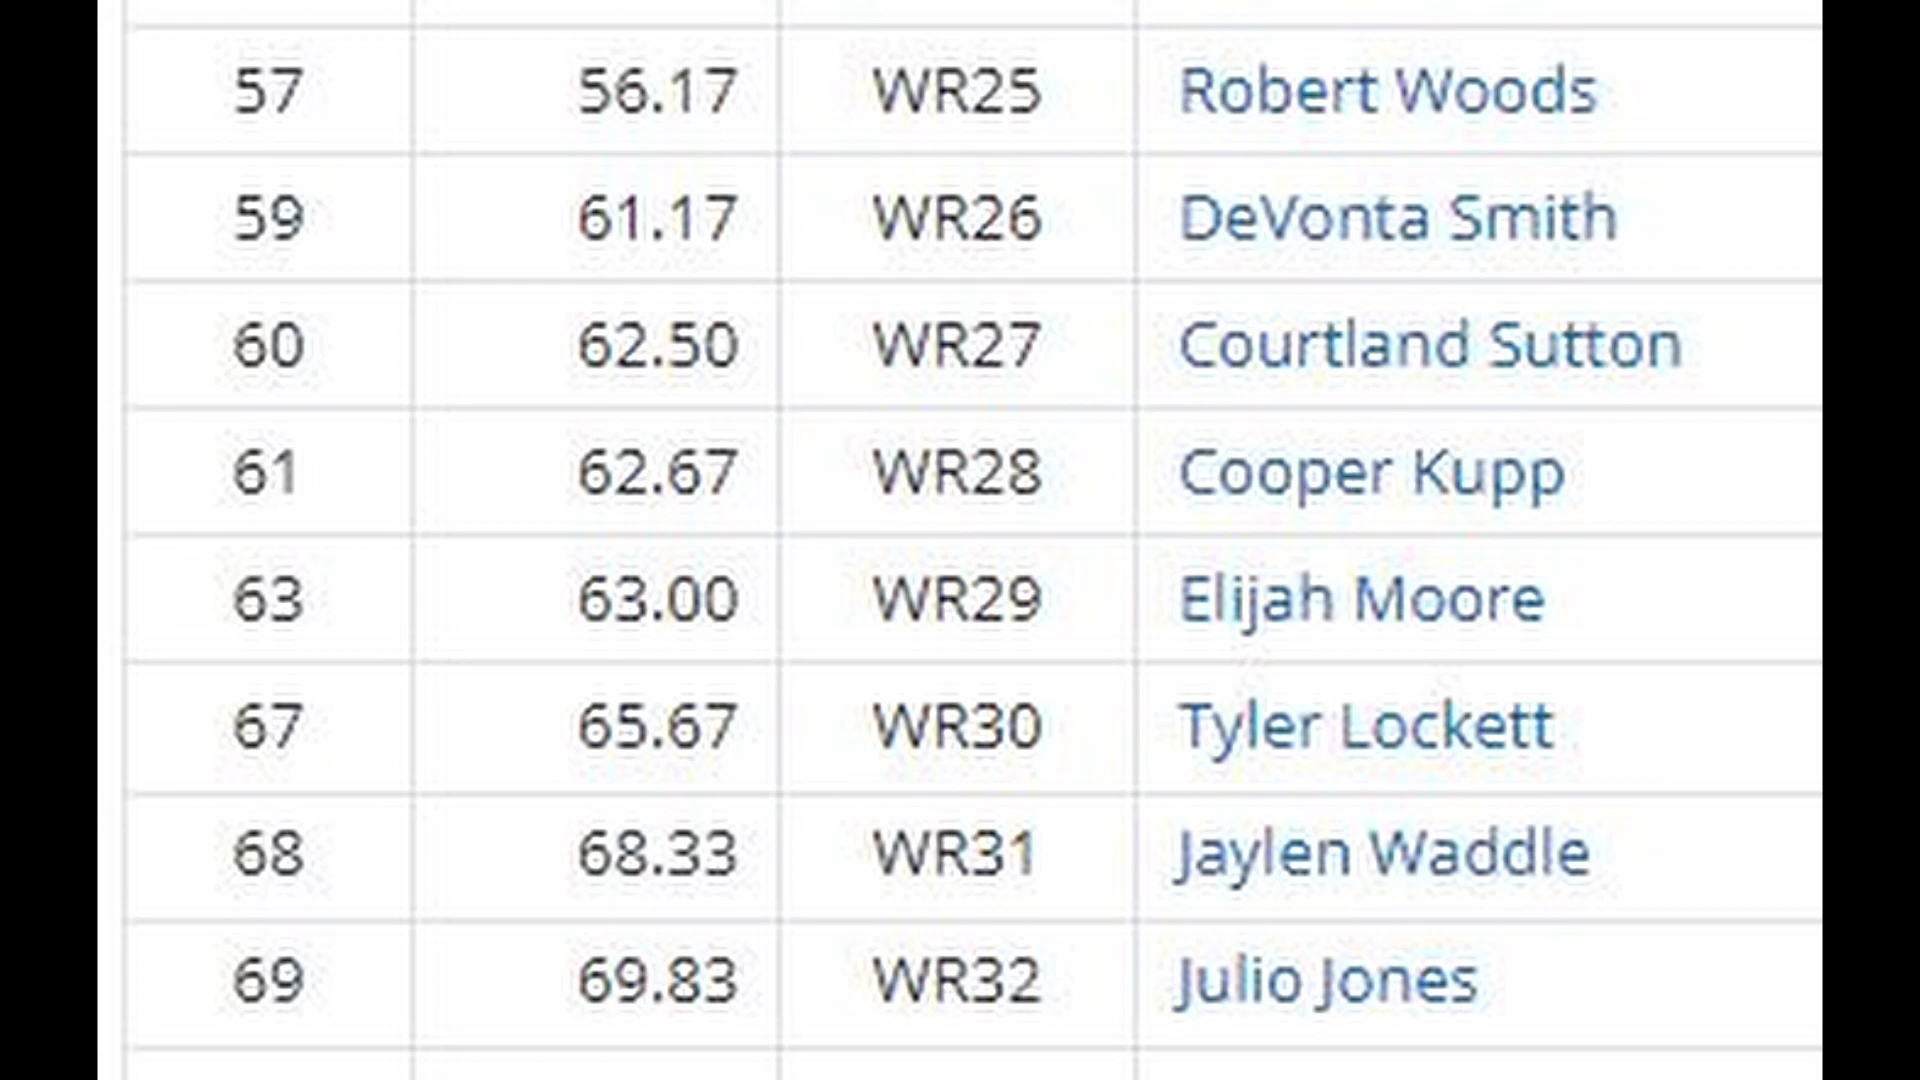 57 56.17 WR25 Robert Woods
59 61.17 WR26 DeVonta Smith
60 62.50 WR27 Courtland Sutton
61 62.67 WR28 Cooper Kupp
63 63.00 WR29 Elijah Moore
67 65.67 WR30 Tyler Lockett
68 68.33 WR31 Jaylen Waddle
69 69.83 WR32 Julio Jones